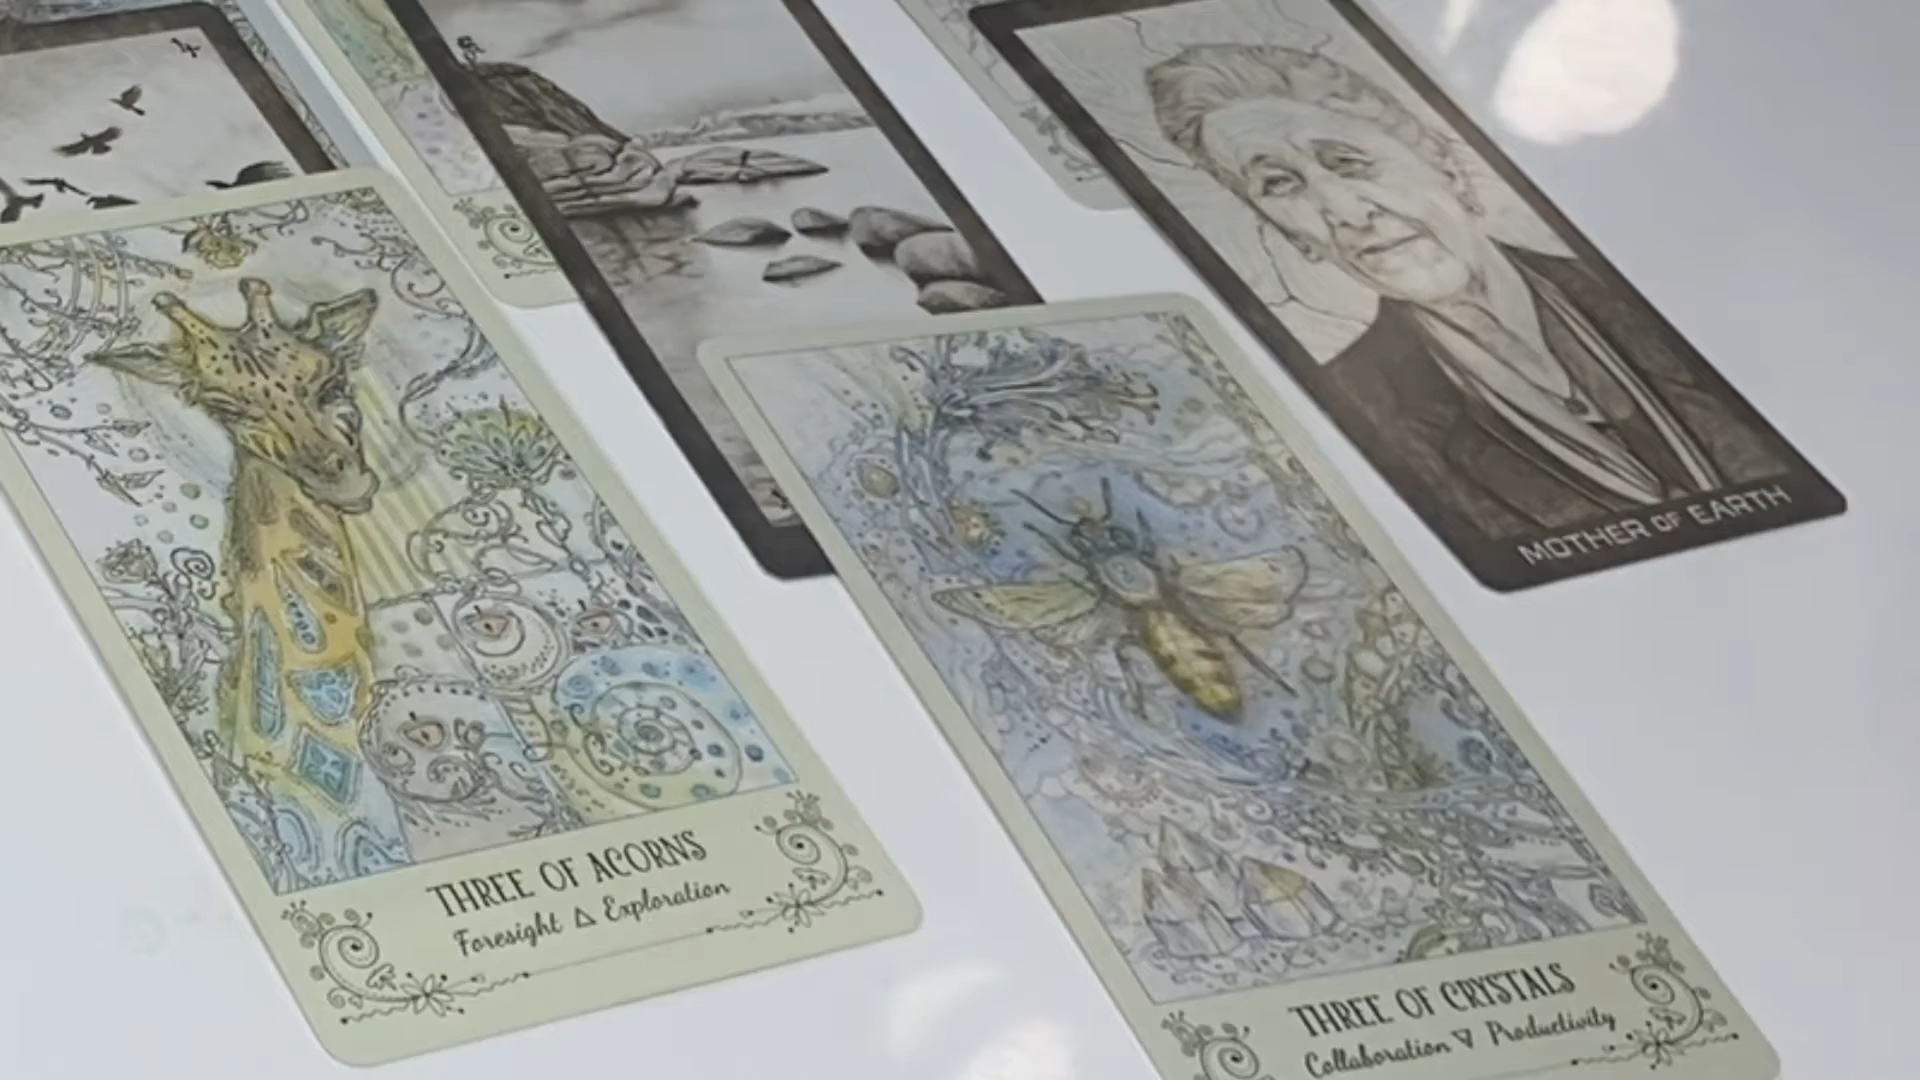 MOTHER OF EARTH
THREE OF ACORNS
Foresight △ Exploration
THREE OF CRYSTALS
Collaboration ▽ Productivity